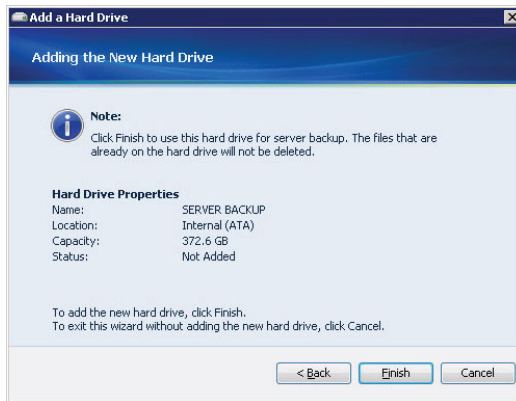 Add a Hard Drive
Adding the New Hard Drive
Note:
Click Finish to use this hard drive for server backup. The files that are
already on the hard drive will not be deleted.
Hard Drive Properties
Name: SERVER BACKUP
Location: Internal (ATA)
Capacity: 372.6 GB
Status: Not Added
To add the new hard drive, click Finish.
To exit this wizard without adding the new hard drive, click Cancel.
< Back Finish Cancel